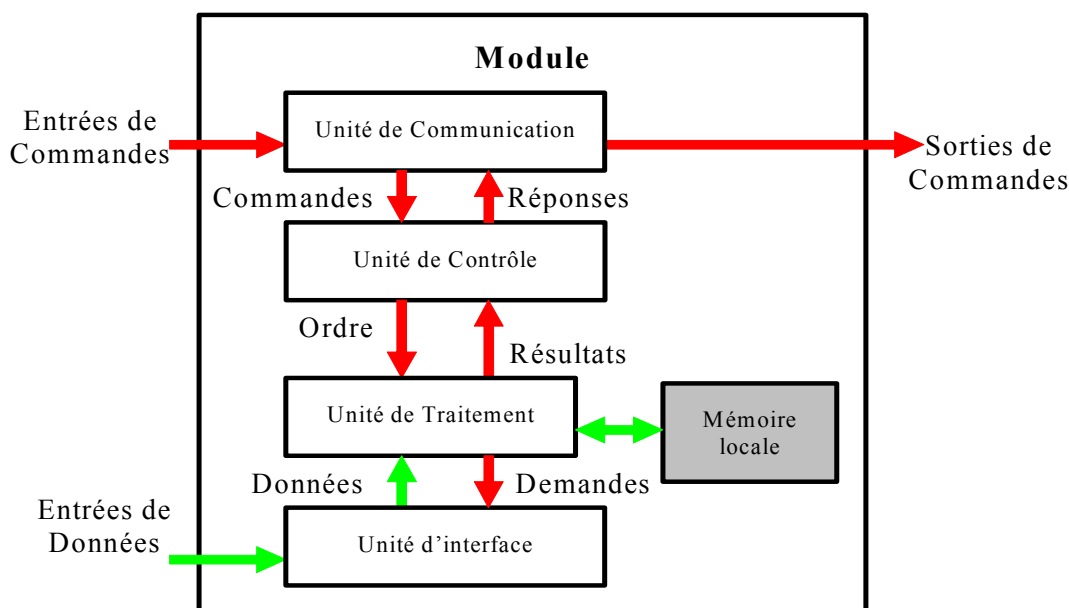 Module
Entrées de
Commandes
Unité de Communication
Sorties de
Commandes
Commandes
Réponses
Unité de Contrôle
Ordre
Résultats
Unité de Traitement
Mémoire
locale
Données
Demandes
Entrées de
Données
Unité d'interface